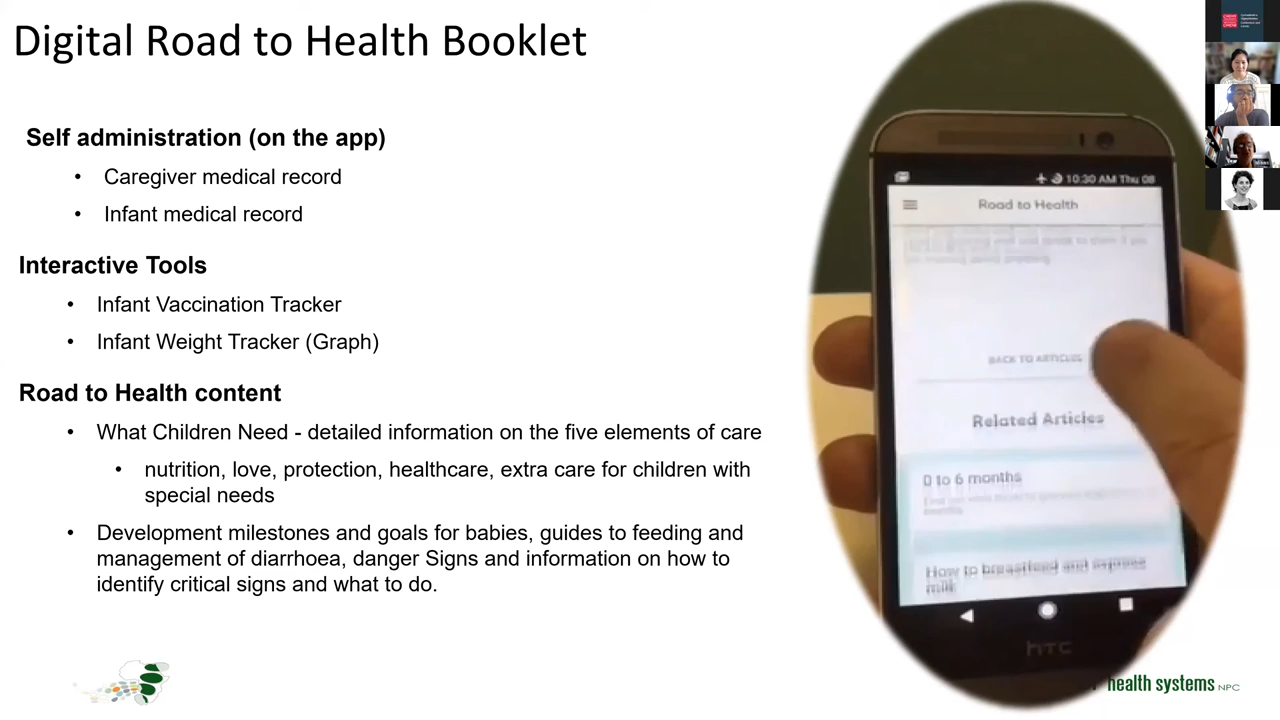 Digital Road to Health Booklet
Self administration (on the app)
• Caregiver medical record
• Infant medical record
Interactive Tools
• Infant Vaccination Tracker
• Infant Weight Tracker (Graph)
Road to Health content
• What Children Need - detailed information on the five elements of care
• nutrition, love, protection, healthcare, extra care for children with
special needs
• Development milestones and goals for babies, guides to feeding and
management of diarrhoea, danger Signs and information on how to
identify critical signs and what to do.
10:30 AM Thu 08
Road to Health
BACK TO ARTICLES
Related Articles
0 to 6 months
How to breastfeed and express
milk
hTC
health systems NPC